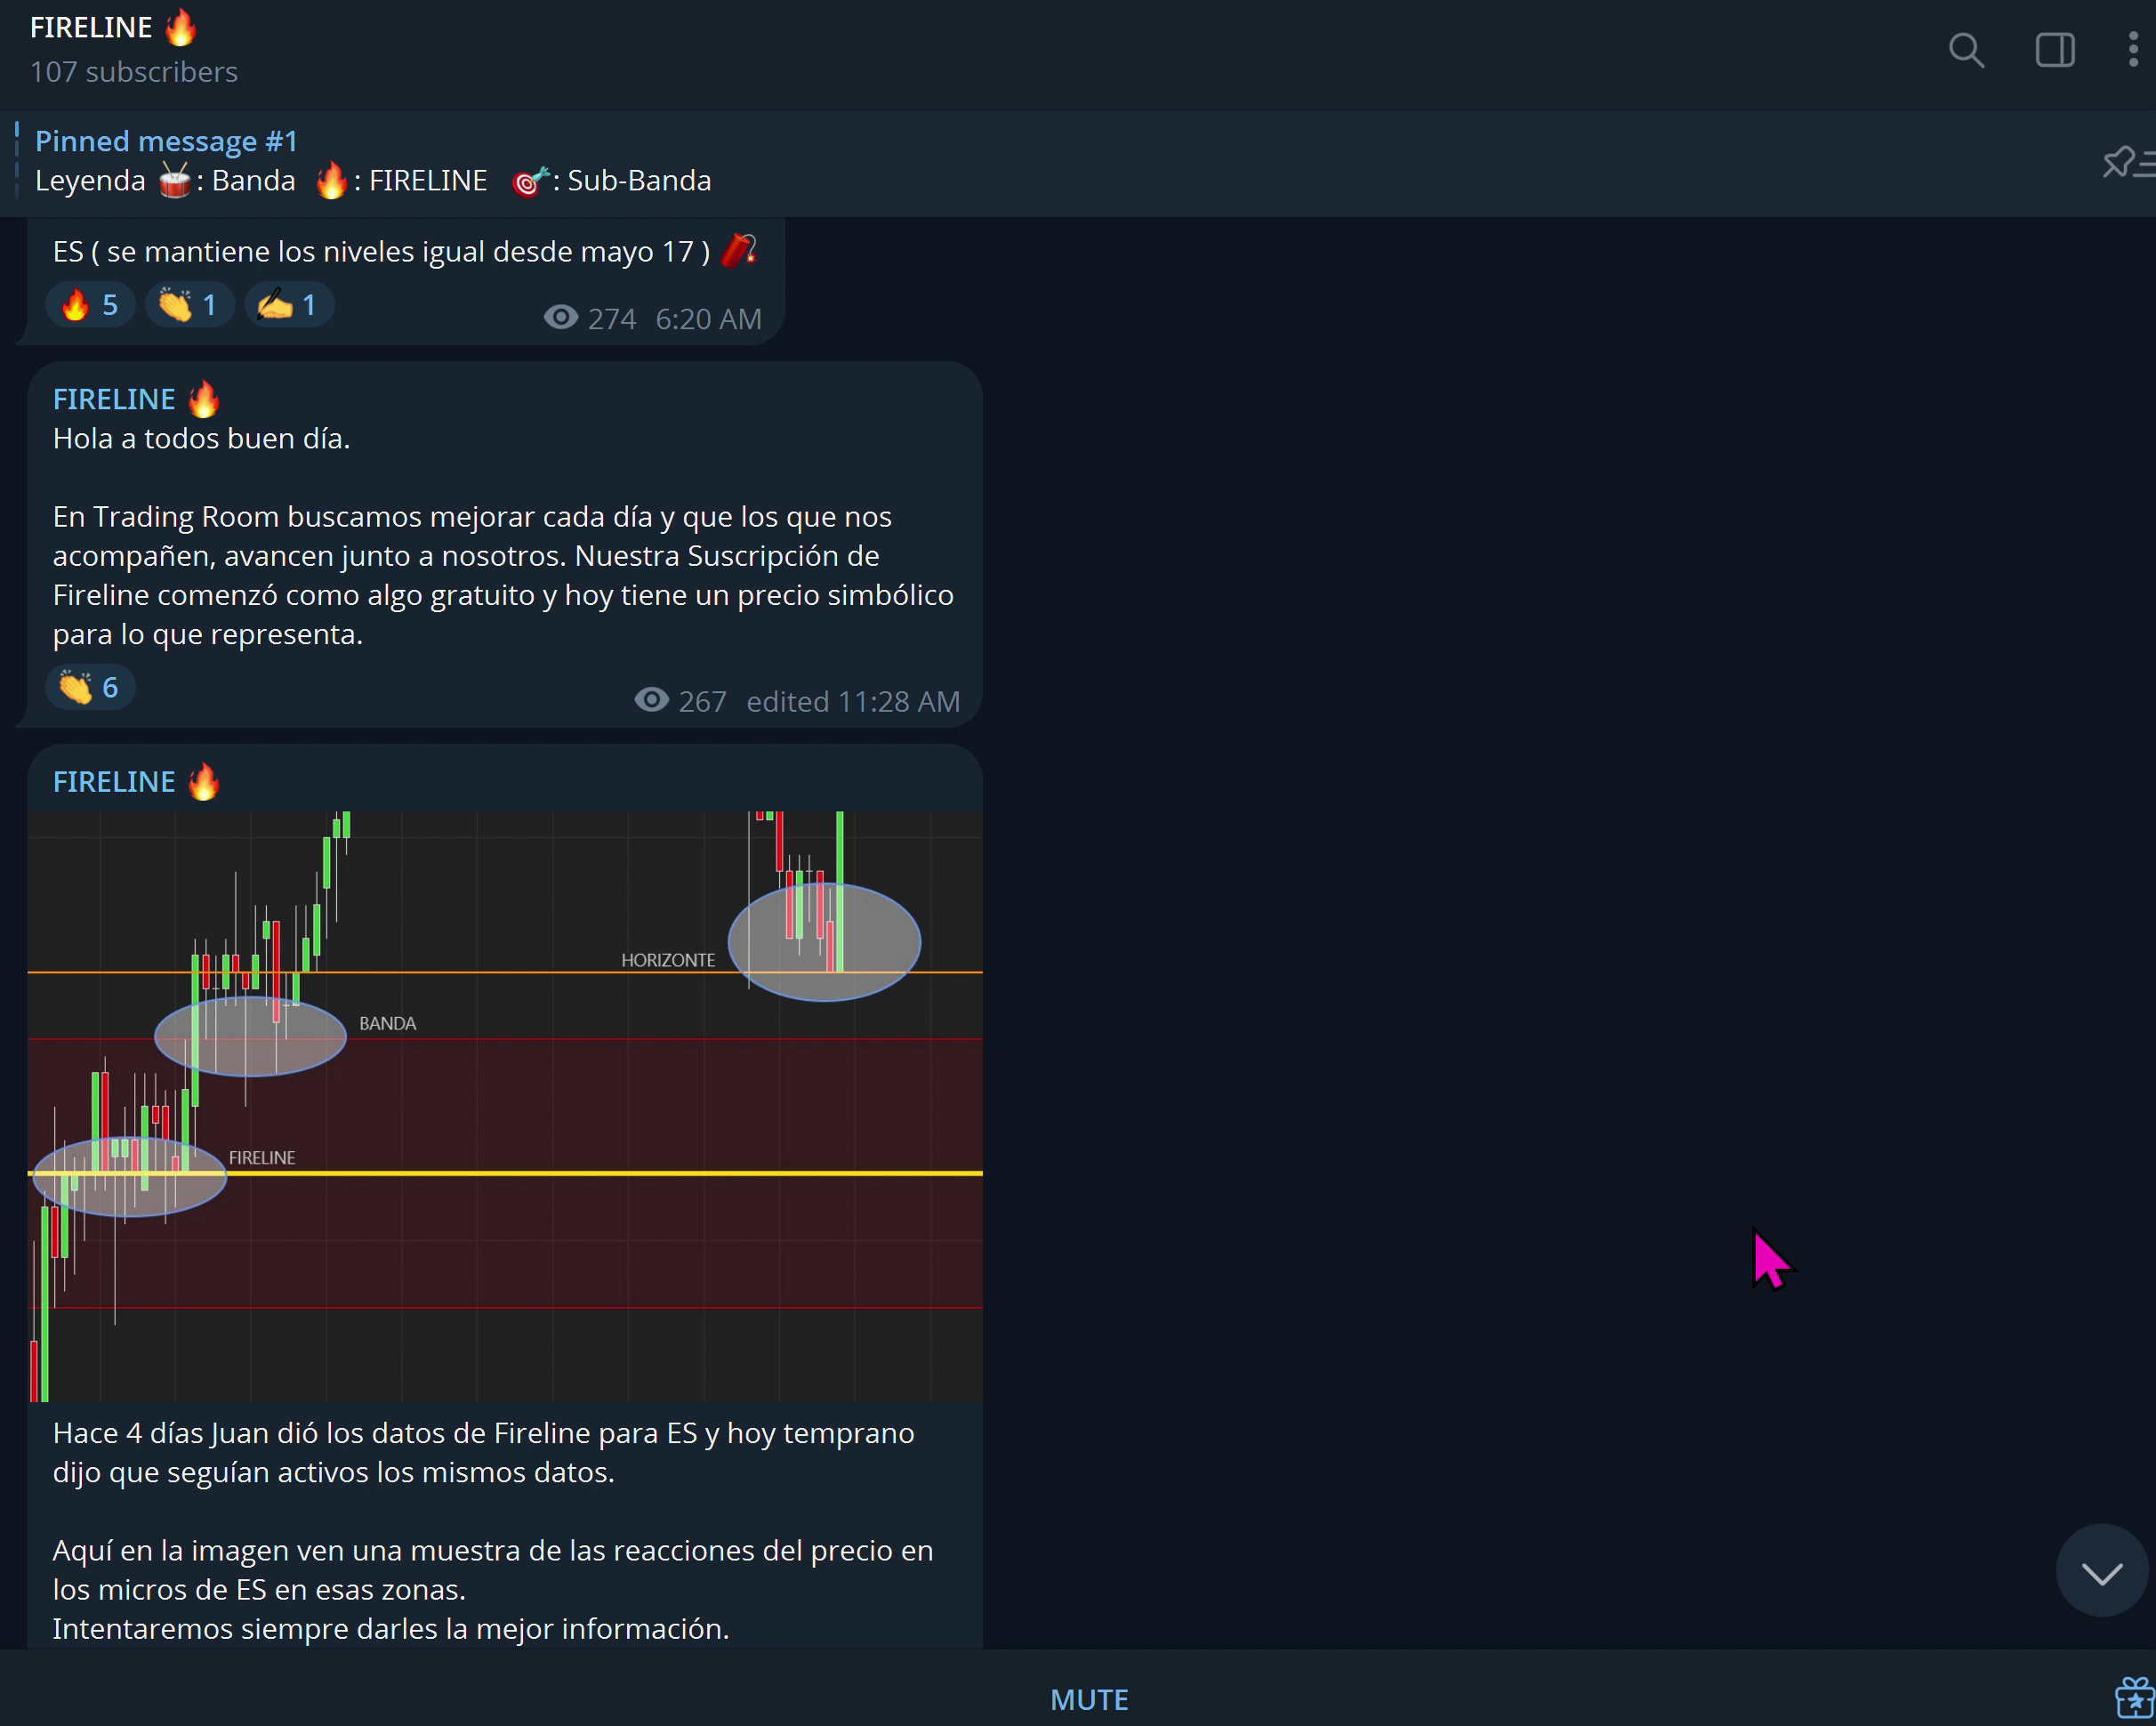 FIRELINE 🔥
107 subscribers
Pinned message #1
Leyenda 🥁: Banda 🔥: FIRELINE 🎯: Sub-Banda
ES ( se mantiene los niveles igual desde mayo 17 ) 🧨
🔥 5 👏 1 ✍️ 1 274 6:20 AM
FIRELINE 🔥
Hola a todos buen día.
En Trading Room buscamos mejorar cada día y que los que nos
acompañen, avancen junto a nosotros. Nuestra Suscripción de
Fireline comenzó como algo gratuito y hoy tiene un precio simbólico
para lo que representa.
👏 6 267 edited 11:28 AM
FIRELINE 🔥
HORIZONTE
BANDA
FIRELINE
Hace 4 días Juan dió los datos de Fireline para ES y hoy temprano
dijo que seguían activos los mismos datos.
Aquí en la imagen ven una muestra de las reacciones del precio en
los micros de ES en esas zonas.
Intentaremos siempre darles la mejor información.
MUTE